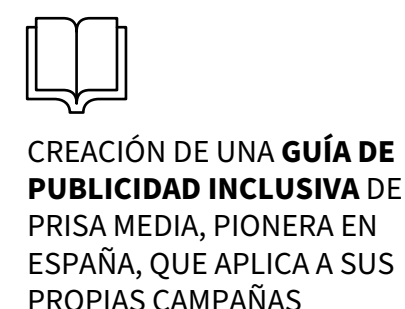 CREACIÓN DE UNA GUÍA DE
PUBLICIDAD INCLUSIVA DE
PRISA MEDIA, PIONERA EN
ESPAÑA, QUE APLICA A SUS
PROPIAS CAMPAÑAS